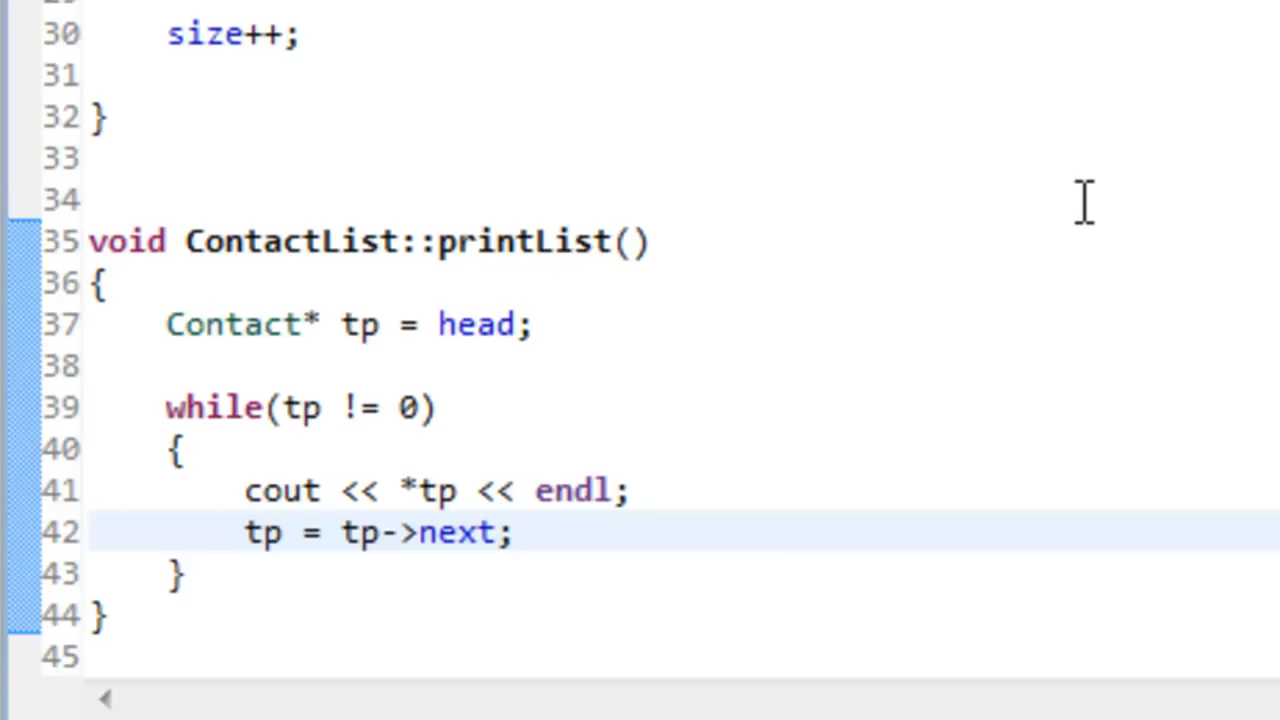 30 size++;
31
32 }
33
34
35 void ContactList::printList()
36 {
37 Contact* tp = head;
38
39 while(tp != 0)
40 {
41 cout << *tp << endl;
42 tp = tp->next;
43 }
44 }
45